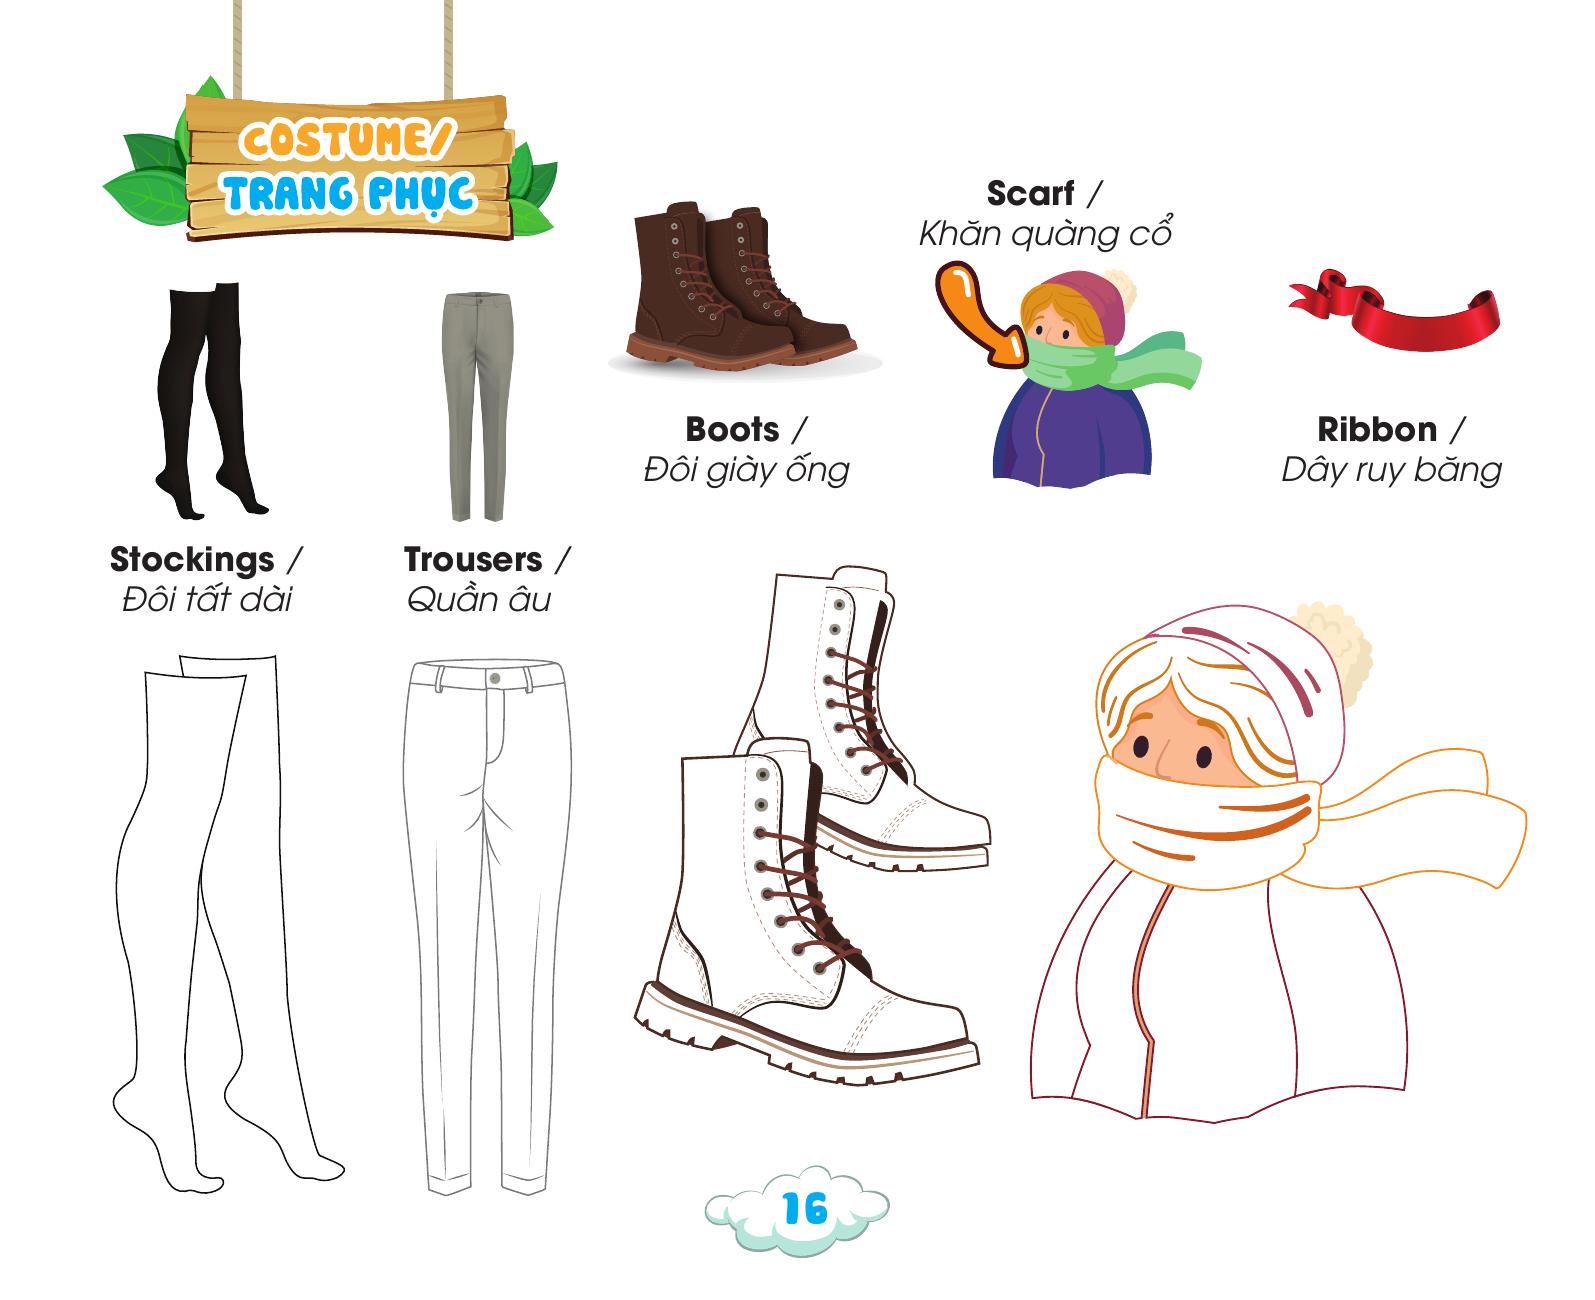 COSTUME/
TRANG PHỤC
Stockings /
Đôi tất dài
Trousers /
Quần âu
Boots /
Đôi giày ống
Scarf /
Khăn quàng cổ
Ribbon /
Dây ruy băng
16